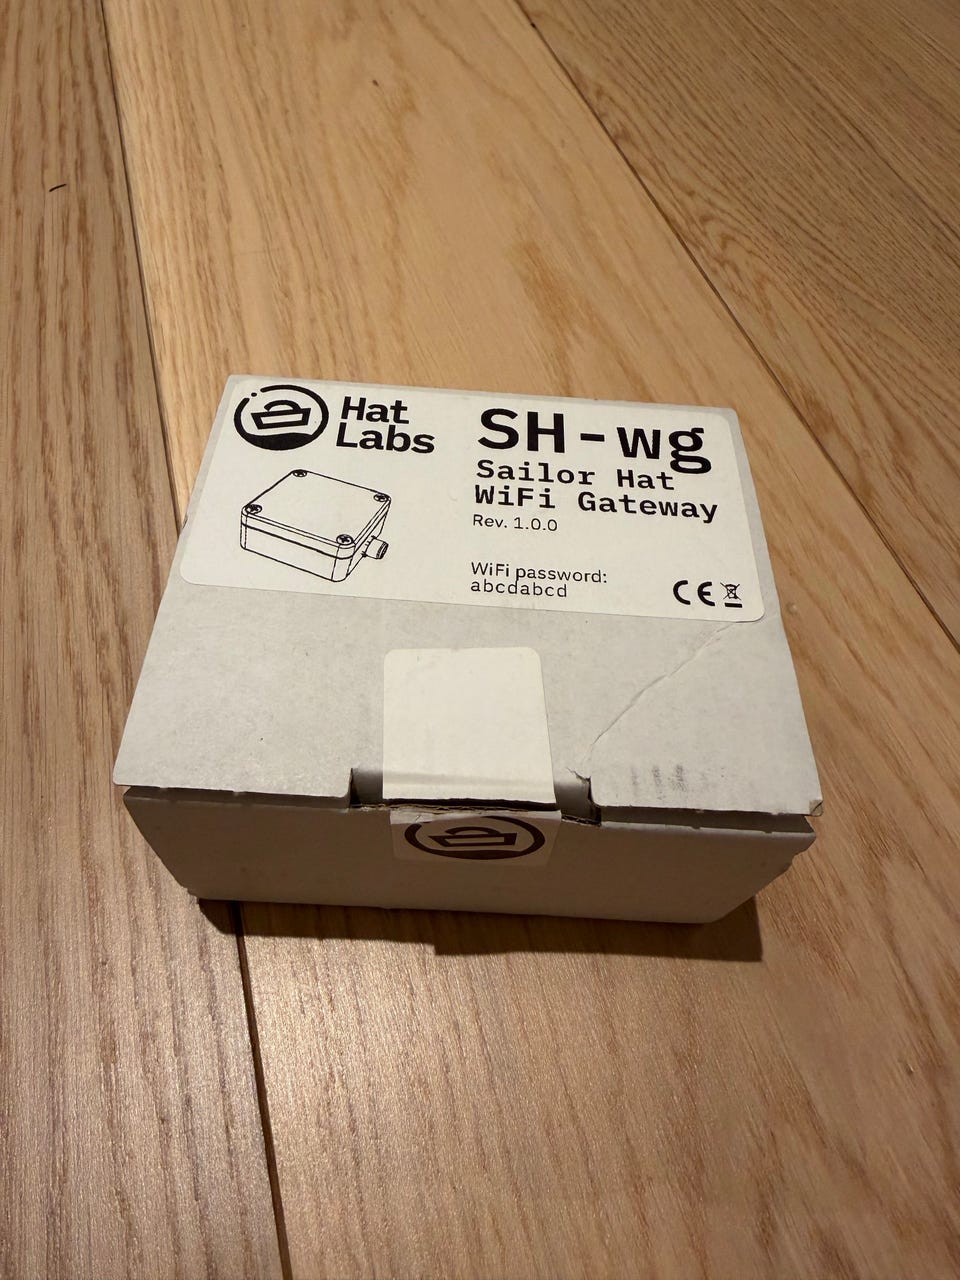 Hat
Labs
SH-wg
Sailor Hat
WiFi Gateway
Rev. 1.0.0
WiFi password:
abcdabcd
CE